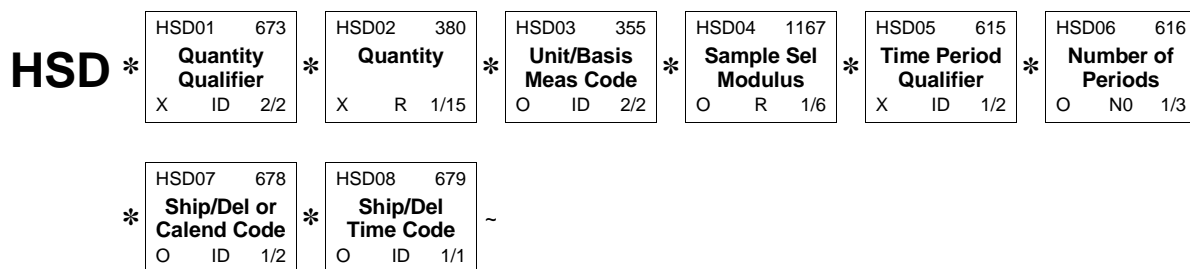 HSD01 673 HSD02 380 HSD03 355 HSD04 1167 HSD05 615 HSD06 616
HSD * Quantity Qualifier * Quantity * Unit/Basis Meas Code * Sample Sel Modulus * Time Period Qualifier * Number of Periods
X ID 2/2 X R 1/15 O ID 2/2 O R 1/6 X ID 1/2 O N0 1/3
HSD07 678 HSD08 679
* Ship/Del or Calend Code * Ship/Del Time Code ~
O ID 1/2 O ID 1/1